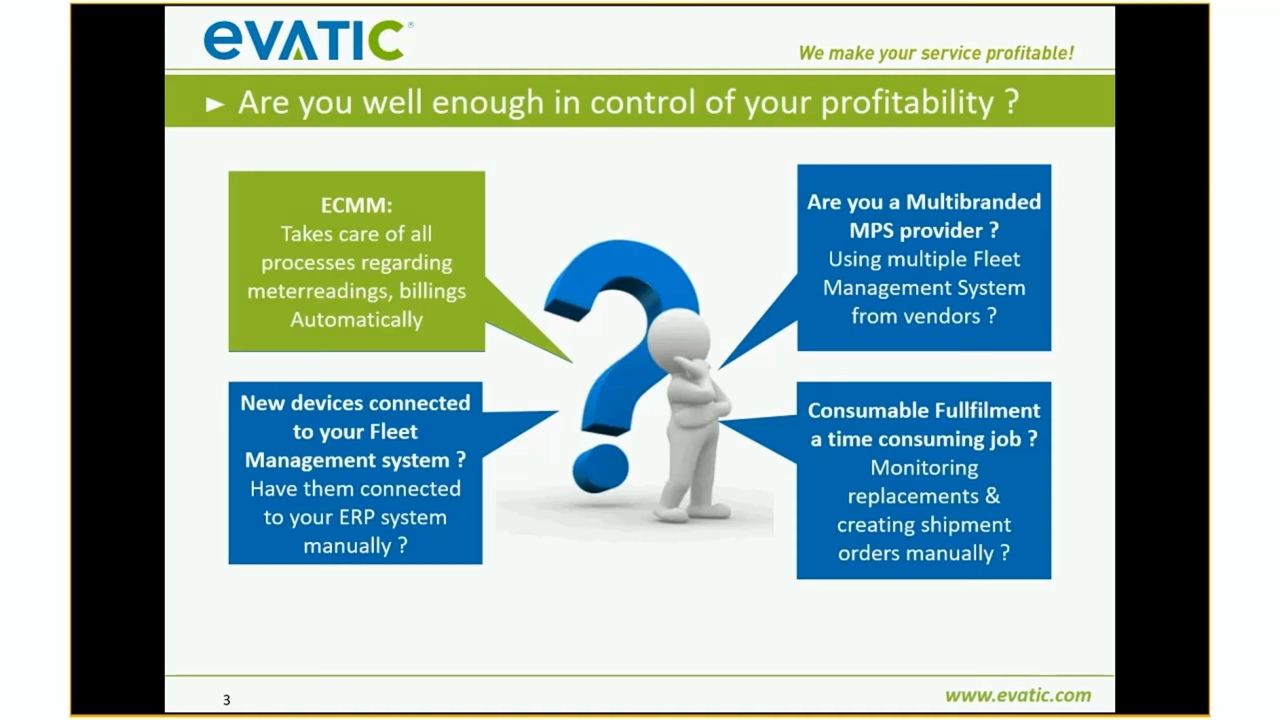 evatic®
We make your service profitable!
► Are you well enough in control of your profitability ?
ECMM:
Takes care of all
processes regarding
meterreadings, billings
Automatically
Are you a Multibranded
MPS provider ?
Using multiple Fleet
Management System
from vendors ?
New devices connected
to your Fleet
Management system ?
Have them connected
to your ERP system
manually ?
Consumable Fullfilment
a time consuming job ?
Monitoring
replacements &
creating shipment
orders manually ?
3
www.evatic.com